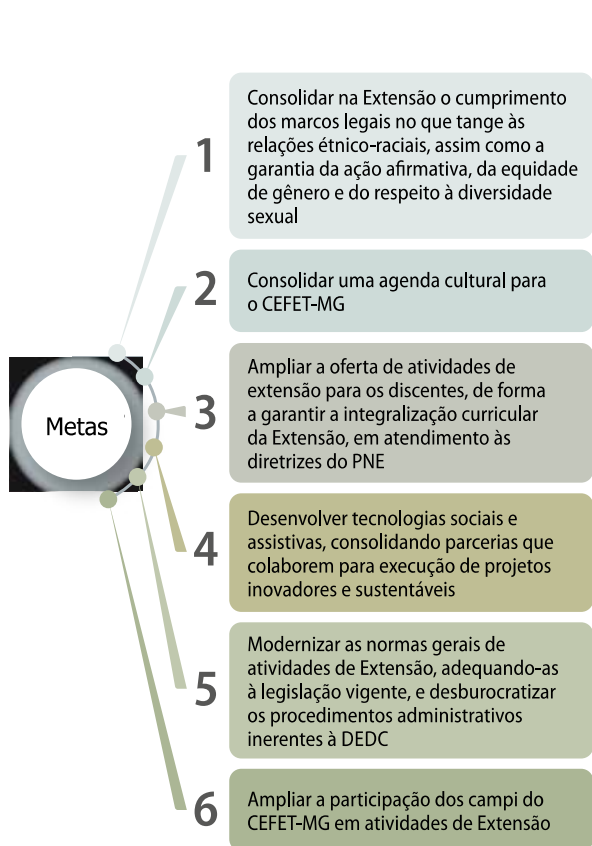 Metas
1
Consolidar na Extensão o cumprimento
dos marcos legais no que tange às
relações étnico-raciais, assim como a
garantia da ação afirmativa, da equidade
de gênero e do respeito à diversidade
sexual
2
Consolidar uma agenda cultural para
o CEFET-MG
3
Ampliar a oferta de atividades de
extensão para os discentes, de forma
a garantir a integralização curricular
da Extensão, em atendimento às
diretrizes do PNE
4
Desenvolver tecnologias sociais e
assistivas, consolidando parcerias que
colaborem para execução de projetos
inovadores e sustentáveis
5
Modernizar as normas gerais de
atividades de Extensão, adequando-as
à legislação vigente, e desburocratizar
os procedimentos administrativos
inerentes à DEDC
6
Ampliar a participação dos campi do
CEFET-MG em atividades de Extensão